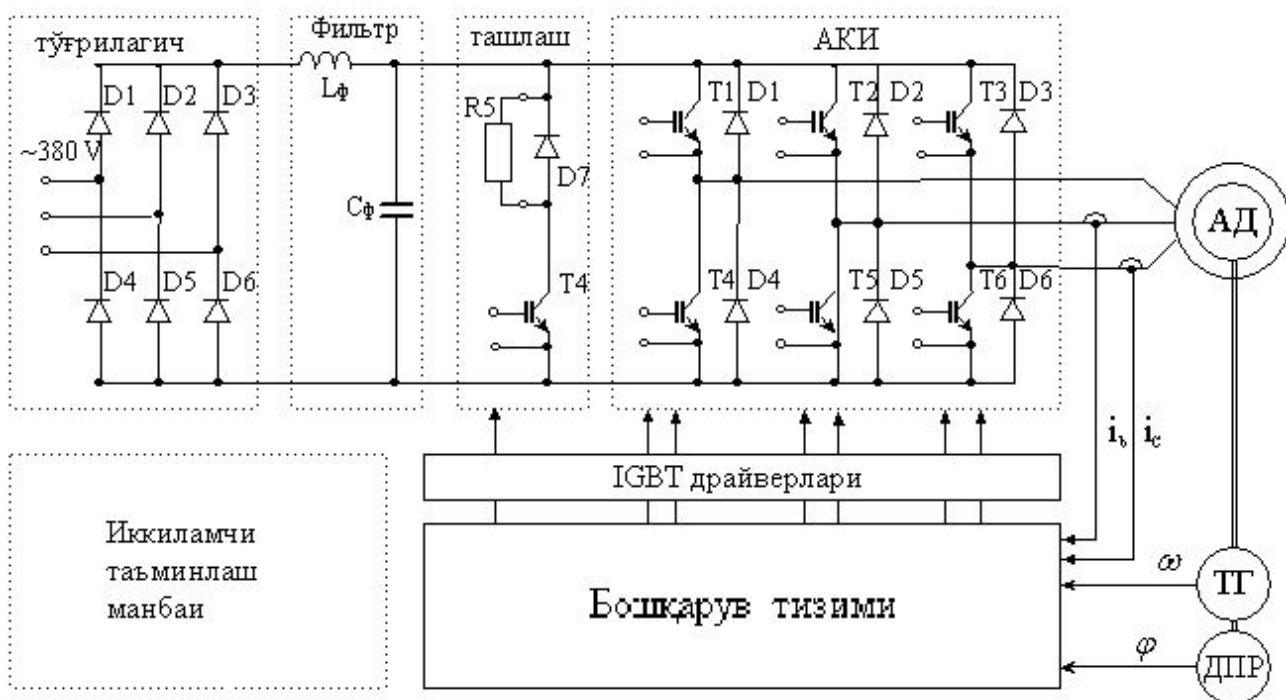 тўғрилагич
Фильтр
ташлаш
АКИ
D1 D2 D3
Lф
R5
D7
T1 D1 T2 D2 T3 D3
~380 V
Cф
АД
D4 D5 D6
T4
T4 D4 T5 D5 T6 D6
iь iс
IGBT драйверлари
Иккиламчи
таъминлаш
манбаи
Бошқарув тизими
ω
ТГ
φ
ДПР